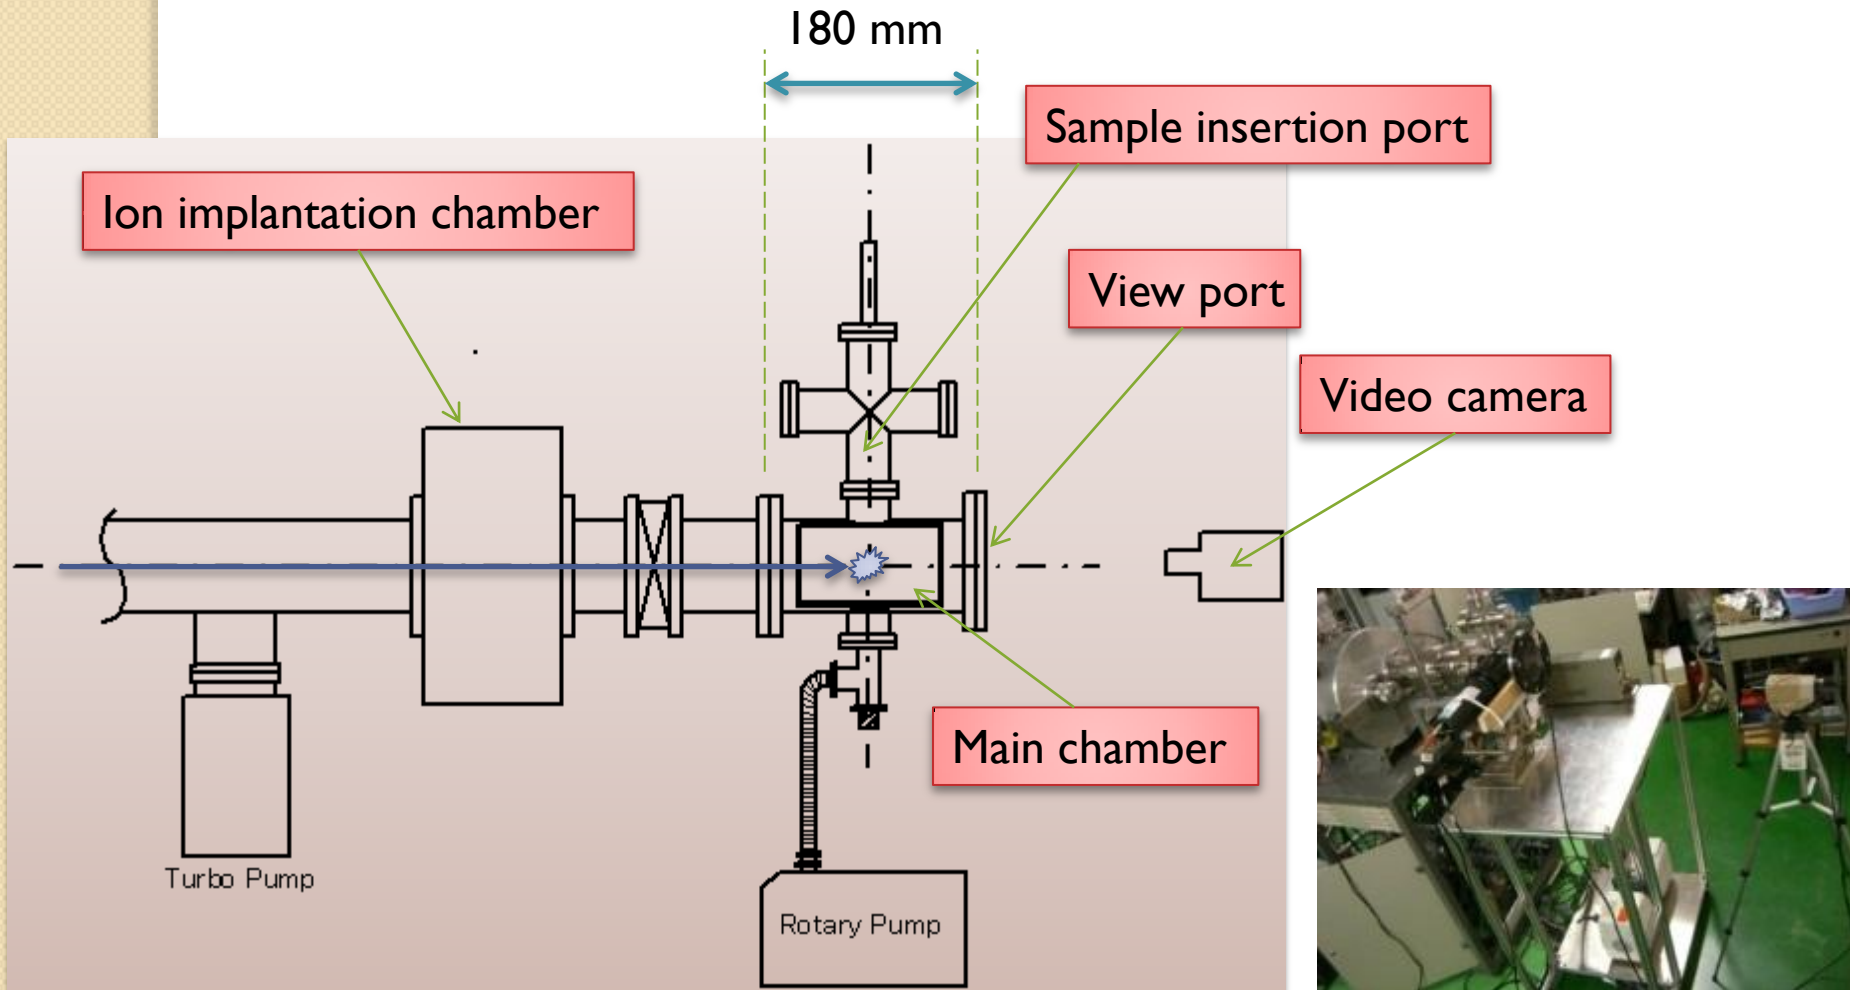 180 mm
Sample insertion port
Ion implantation chamber
View port
Video camera
Main chamber
Turbo Pump
Rotary Pump